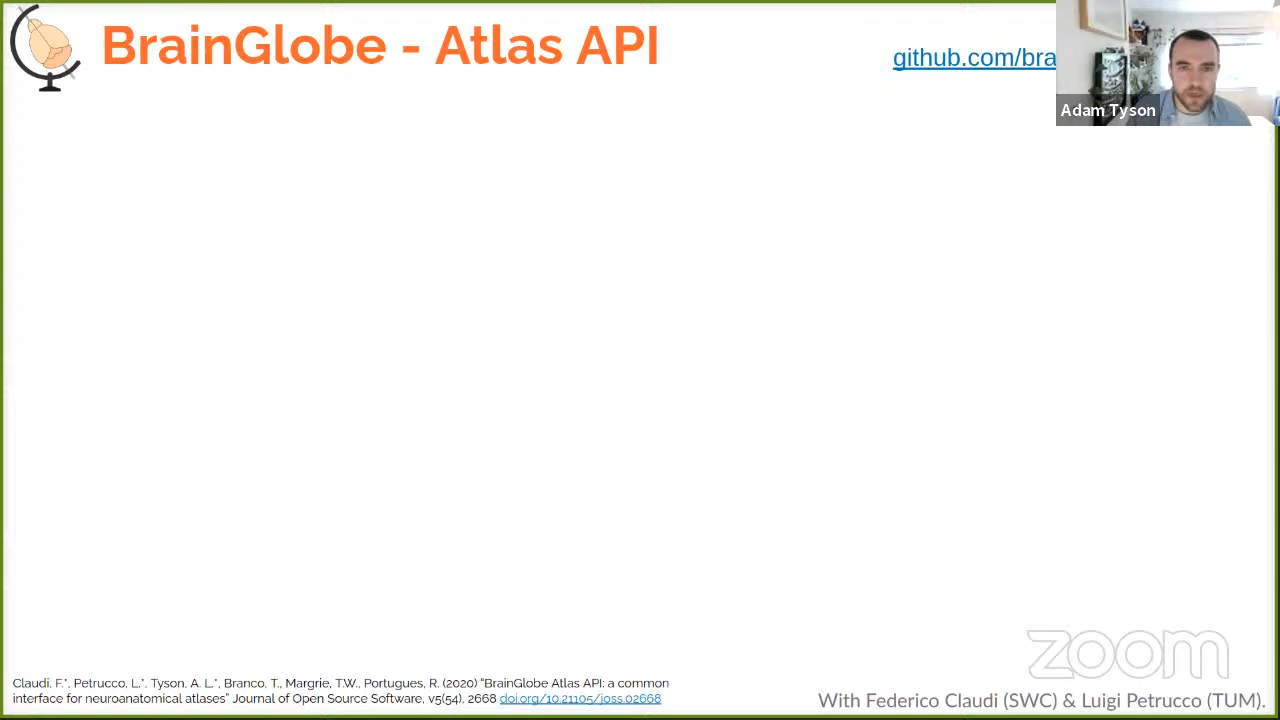 BrainGlobe - Atlas API
github.com/bra
Adam Tyson
zoom
Claudi, F.*, Petrucco, L.*, Tyson, A. L.*, Branco, T., Margrie, T.W., Portugues, R. (2020) "BrainGlobe Atlas API: a common
interface for neuroanatomical atlases" Journal of Open Source Software, v5(54), 2668 doi.org/10.21105/joss.02668
With Federico Claudi (SWC) & Luigi Petrucco (TUM).